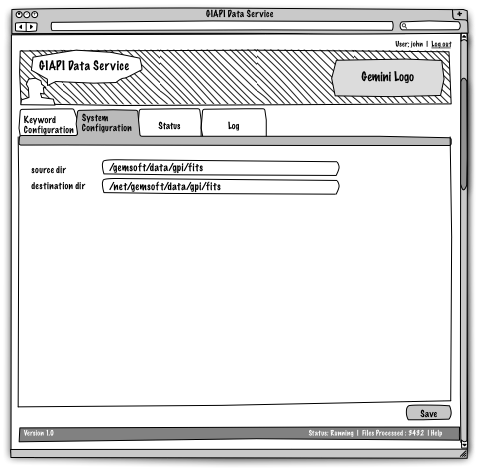 GIAPI Data Service
User: john | Log out
GIAPI Data Service
Gemini Logo
Keyword
Configuration
System
Configuration
Status
Log
source dir
/gemsoft/data/gpi/fits
destination dir
/net/gemsoft/data/gpi/fits
Save
Version 1.0
Status: Running | Files Processed : 3492 | Help